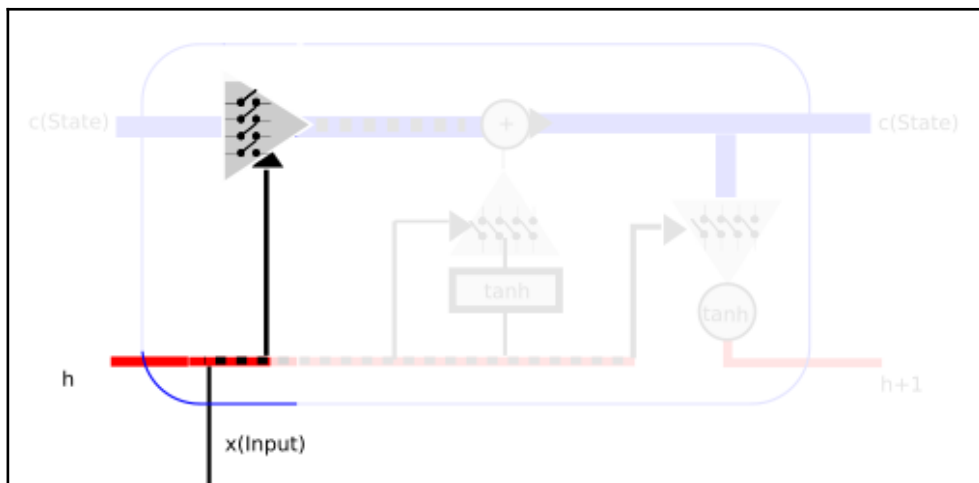 c(State)
+
c(State)
tanh
tanh
h
h+1
x(Input)